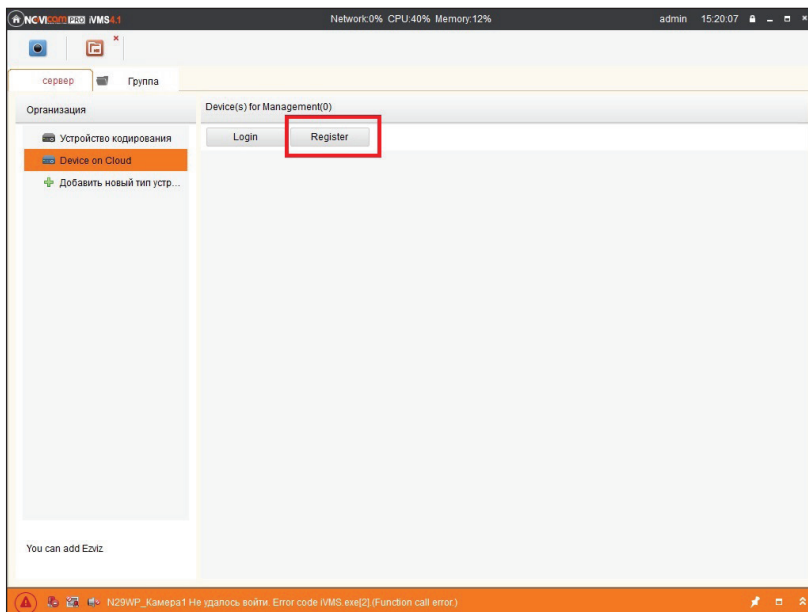 NOVICOM PRO iVMS4.1 Network:0% CPU:40% Memory:12% admin 15:20:07
сервер Группа
Организация Device(s) for Management(0)
Устройство кодирования Login Register
Device on Cloud
Добавить новый тип устр...
You can add Ezviz
N29WP_Камера1 Не удалось войти. Error code iVMS.exe[2].(Function call error.)